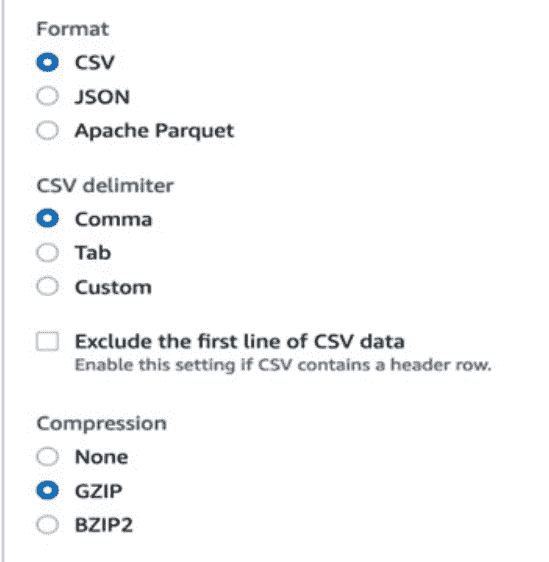 Format
CSV
JSON
Apache Parquet
CSV delimiter
Comma
Tab
Custom
Exclude the first line of CSV data
Enable this setting if CSV contains a header row.
Compression
None
GZIP
BZIP2